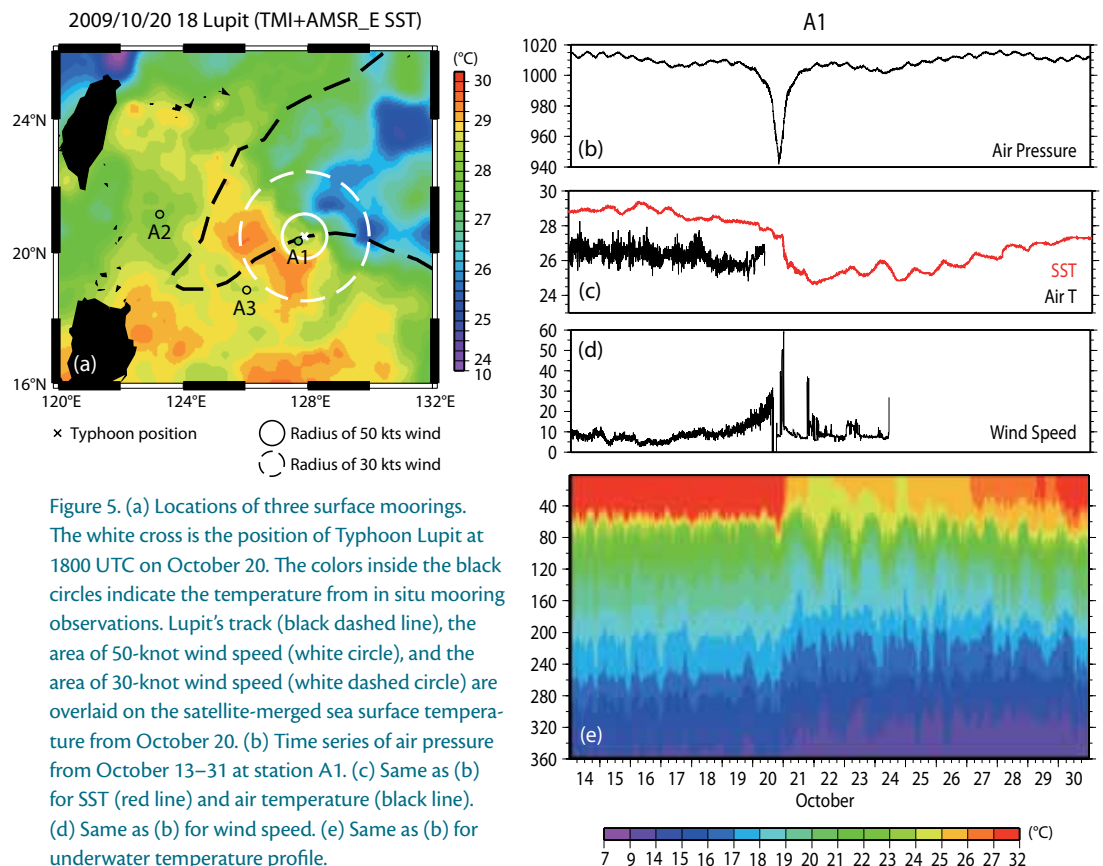 2009/10/20 18 Lupit (TMI+AMSR_E SST)
(°C)
30
29
28
27
26
25
24
10
24°N
20°N
16°N
A2
A1
A3
(a)
120°E 124°E 128°E 132°E
× Typhoon position
Radius of 50 kts wind
Radius of 30 kts wind
Figure 5. (a) Locations of three surface moorings.
The white cross is the position of Typhoon Lupit at
1800 UTC on October 20. The colors inside the black
circles indicate the temperature from in situ mooring
observations. Lupit's track (black dashed line), the
area of 50-knot wind speed (white circle), and the
area of 30-knot wind speed (white dashed circle) are
overlaid on the satellite-merged sea surface tempera-
ture from October 20. (b) Time series of air pressure
from October 13–31 at station A1. (c) Same as (b)
for SST (red line) and air temperature (black line).
(d) Same as (b) for wind speed. (e) Same as (b) for
underwater temperature profile.
A1
1020
1000
980
960
940
(b)
Air Pressure
30
28
26
24
(c)
SST
Air T
60
50
40
30
20
10
0
(d)
Wind Speed
40
80
120
160
200
240
280
320
360
(e)
14 15 16 17 18 19 20 21 22 23 24 25 26 27 28 29 30
October
(°C)
7 9 14 15 16 17 18 19 20 21 22 23 24 25 26 27 32